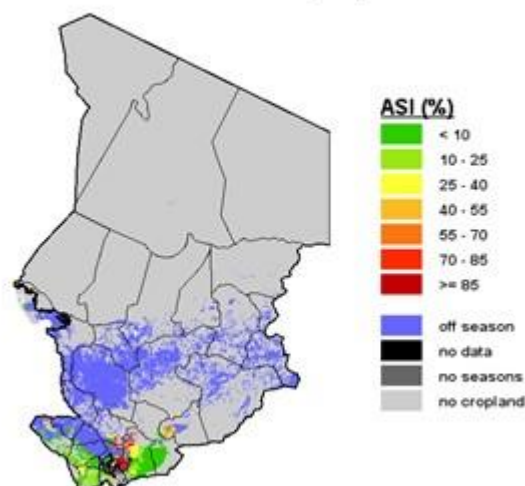 ASI (%)
< 10
10 - 25
25 - 40
40 - 55
55 - 70
70 - 85
>= 85
off season
no data
no seasons
no cropland